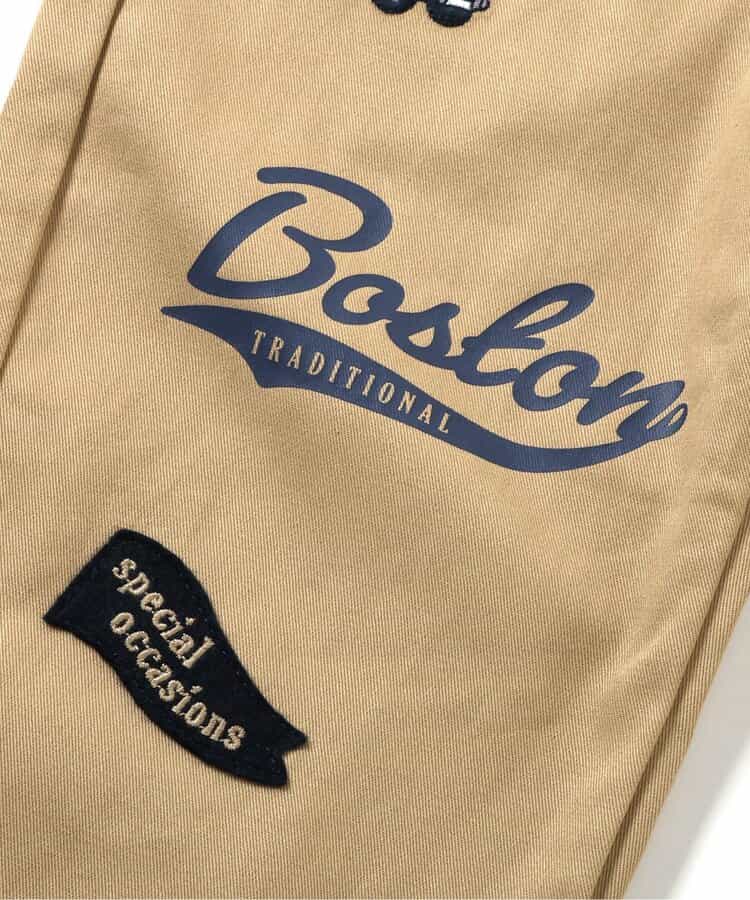 Boston
TRADITIONAL
special
occasions